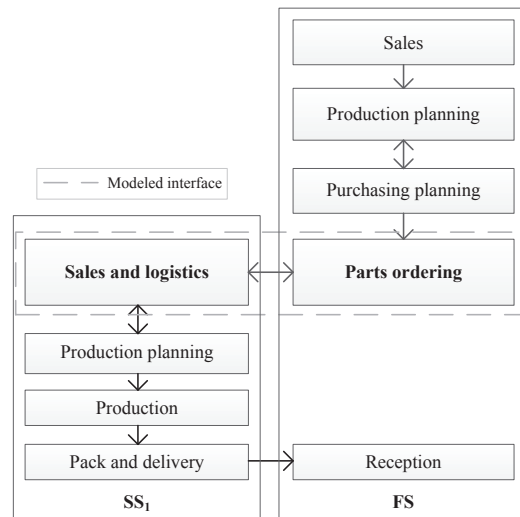 Sales
Production planning
Modeled interface
Purchasing planning
Sales and logistics
Parts ordering
Production planning
Production
Pack and delivery
Reception
SS₁
FS